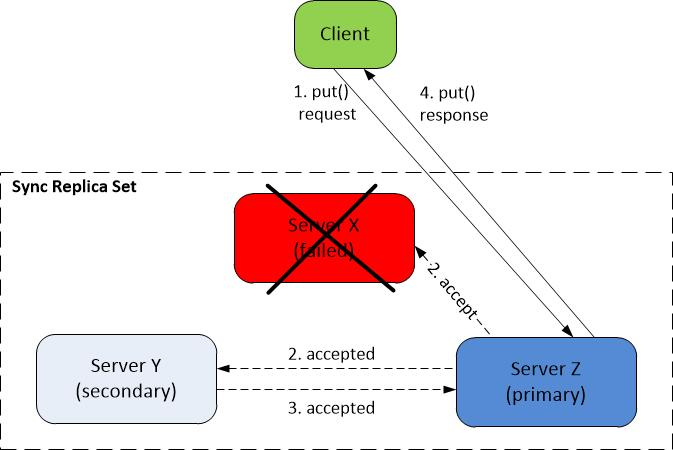 Client
1. put()
request
4. put()
response
Sync Replica Set
Server X
(failed)
2. accept
Server Y
(secondary)
2. accepted
3. accepted
Server Z
(primary)